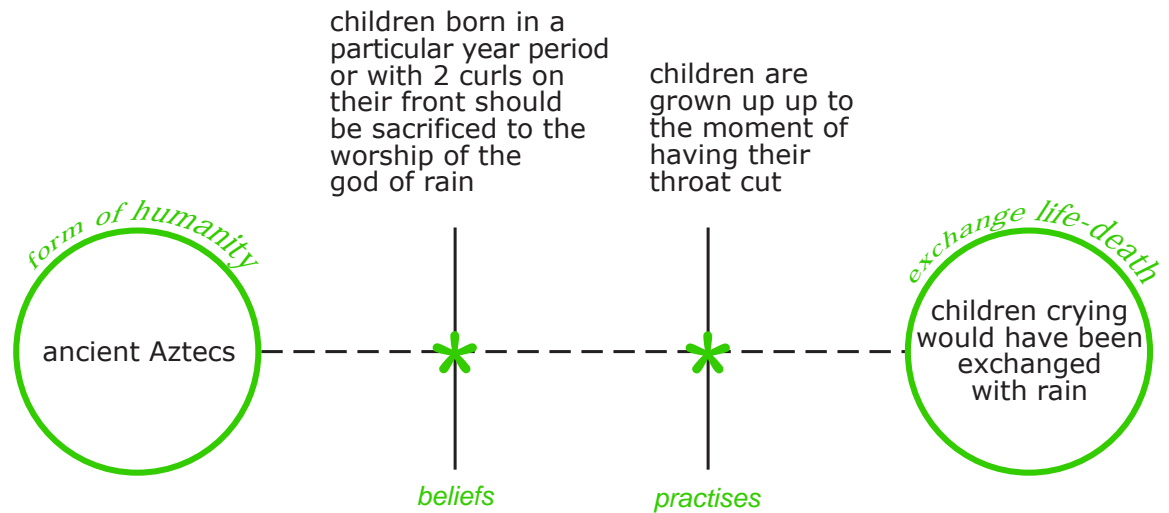 children born in a
particular year period
or with 2 curls on
their front should
be sacrificed to the
worship of the
god of rain
children are
grown up up to
the moment of
having their
throat cut
form of humanity
ancient Aztecs
exchange life-death
children crying
would have been
exchanged
with rain
beliefs
practises